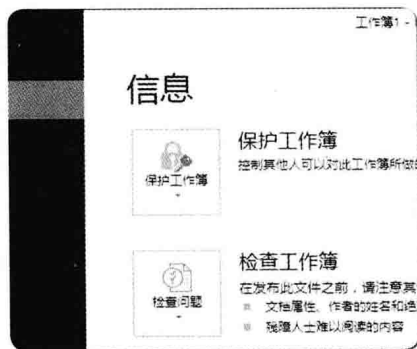 工作簿1 -
信息
保护工作簿
控制其他人可以对此工作簿所做
保护工作簿
检查工作簿
在发布此文件之前，请注意其
检查问题
文档属性、作者的姓名和绝
残障人士难以阅读的内容